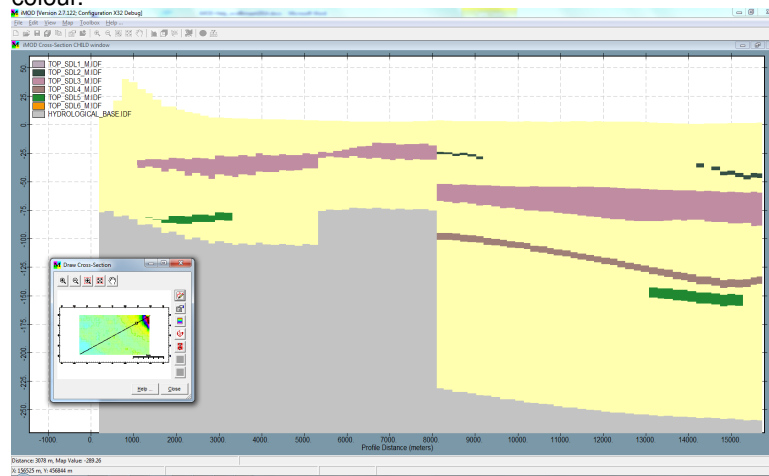 colour.
iMOD [Version 2.7.122; Configuration X32 Debug]
File Edit View Map Toolbox Help...
iMOD Cross-Section CHILD window
TOP_SDL1_M.IDF
TOP_SDL2_M.IDF
TOP_SDL3_M.IDF
TOP_SDL4_M.IDF
TOP_SDL5_M.IDF
TOP_SDL6_M.IDF
HYDROLOGICAL_BASE.IDF
50
25
0
-25
-50
-75
-100
-125
-150
-175
-200
-225
-250
Draw Cross-Section
Help...
Close
-1000 0 1000 2000 3000 4000 5000 6000 7000 8000 9000 10000 11000 12000 13000 14000 15000
Profile Distance (meters)
Distance: 3078 m, Map Value: -289.26
X: 156525 m, Y: 456844 m